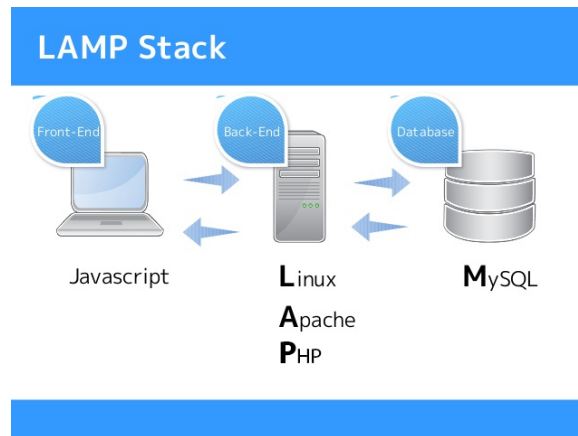 LAMP Stack
Front-End
Back-End
Database
Javascript
Linux
Apache
PHP
MySQL